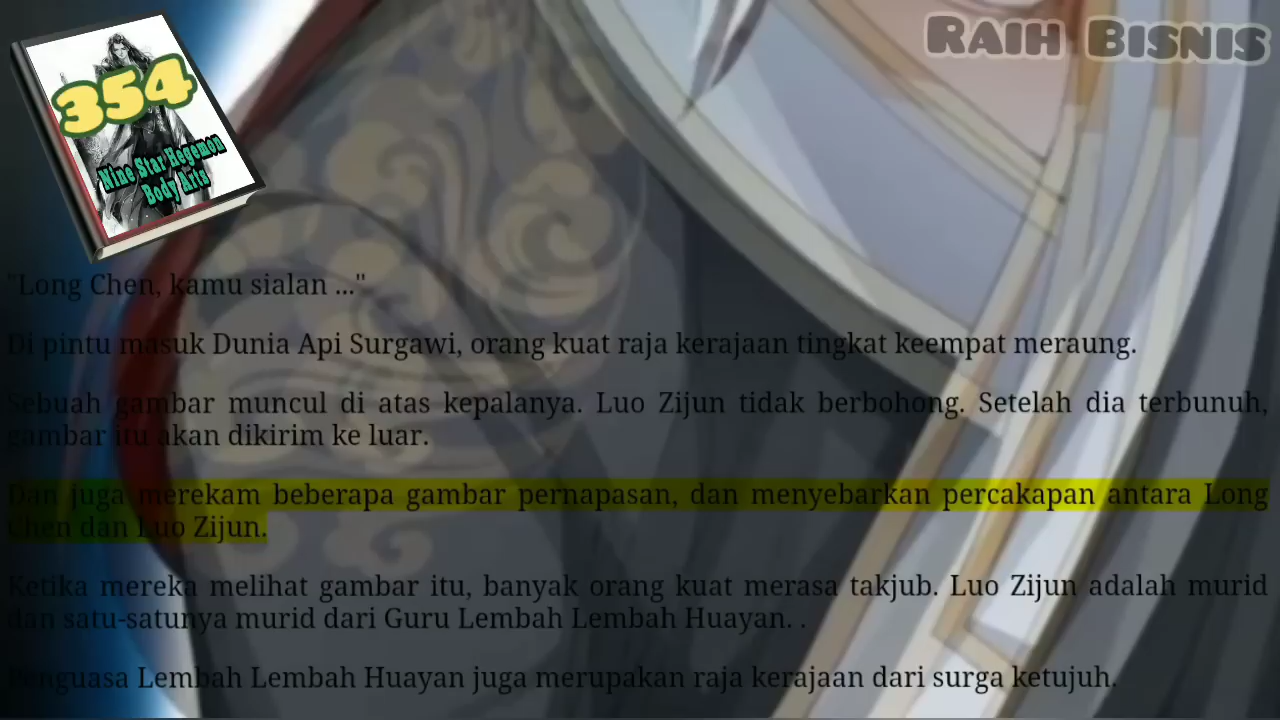 RAIH BISNIS
354
Nine Star Hegemon
Body Arts
"Long Chen, kamu sialan ..."
Di pintu masuk Dunia Api Surgawi, orang kuat raja kerajaan tingkat keempat meraung.
Sebuah gambar muncul di atas kepalanya. Luo Zijun tidak berbohong. Setelah dia terbunuh,
gambar itu akan dikirim ke luar.
Dan juga merekam beberapa gambar pernapasan, dan menyebarkan percakapan antara Long
Chen dan Luo Zijun.
Ketika mereka melihat gambar itu, banyak orang kuat merasa takjub. Luo Zijun adalah murid
dan satu-satunya murid dari Guru Lembah Lembah Huayan. .
Penguasa Lembah Lembah Huayan juga merupakan raja kerajaan dari surga ketujuh.